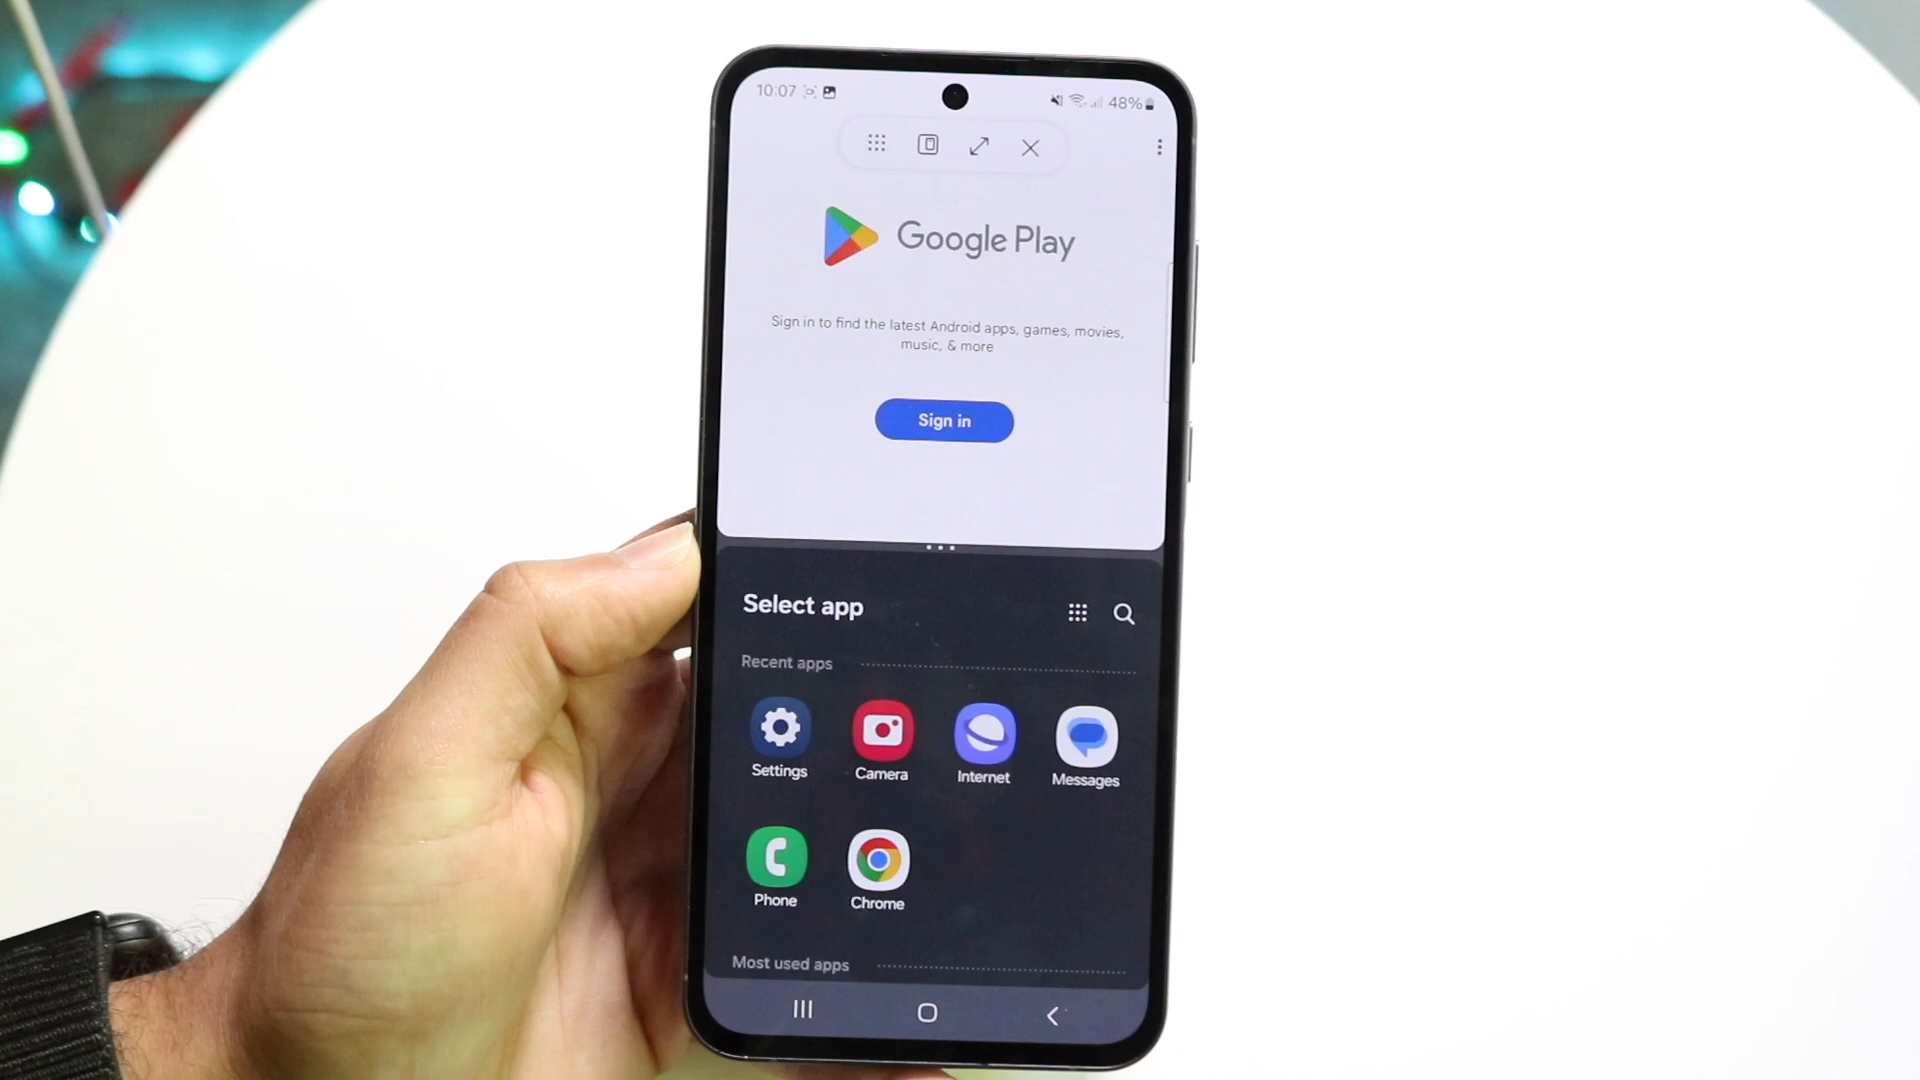 10:07
48%
Google Play
Sign in to find the latest Android apps, games, movies,
music, & more
Sign in
Select app
Recent apps
Settings
Camera
Internet
Messages
Phone
Chrome
Most used apps